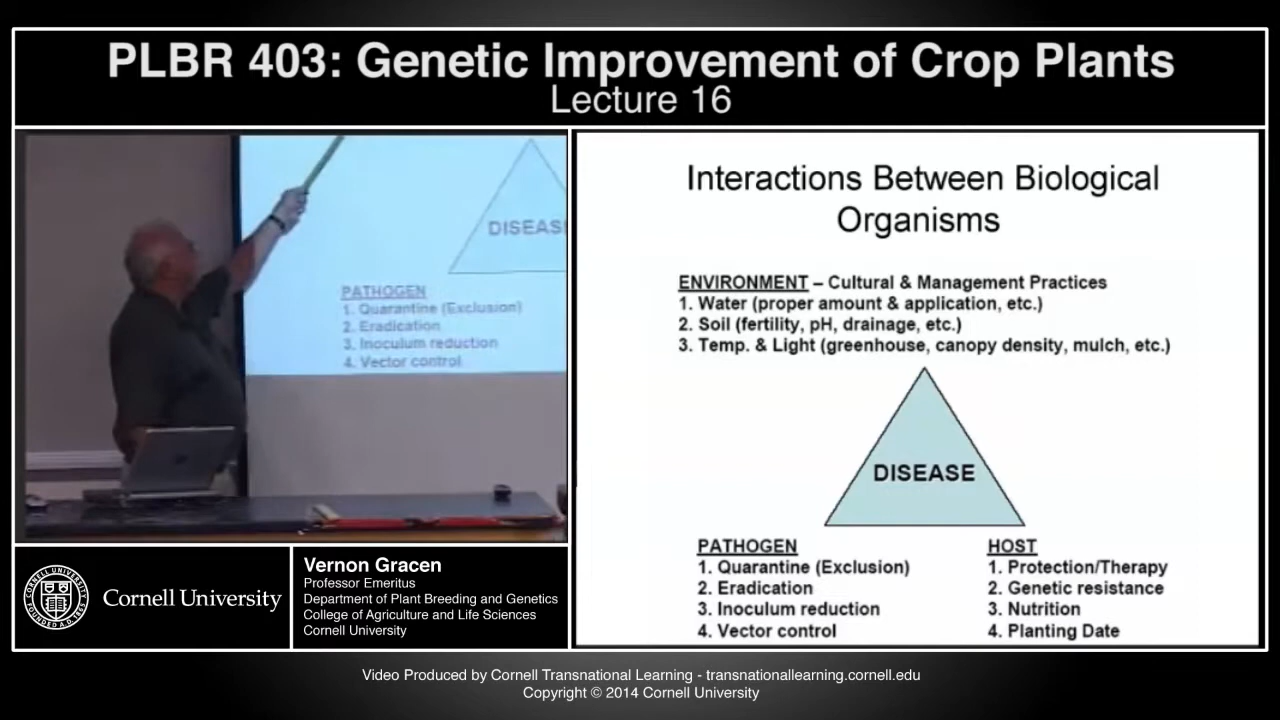 PLBR 403: Genetic Improvement of Crop Plants
Lecture 16
DISEAS
PATHOGEN
1. Quarantine (Exclusion)
2. Eradication
3. Inoculum reduction
4. Vector control
Interactions Between Biological
Organisms
ENVIRONMENT – Cultural & Management Practices
1. Water (proper amount & application, etc.)
2. Soil (fertility, pH, drainage, etc.)
3. Temp. & Light (greenhouse, canopy density, mulch, etc.)
DISEASE
PATHOGEN
1. Quarantine (Exclusion)
2. Eradication
3. Inoculum reduction
4. Vector control
HOST
1. Protection/Therapy
2. Genetic resistance
3. Nutrition
4. Planting Date
Cornell University
Vernon Gracen
Professor Emeritus
Department of Plant Breeding and Genetics
College of Agriculture and Life Sciences
Cornell University
Video Produced by Cornell Transnational Learning - transnationallearning.cornell.edu
Copyright © 2014 Cornell University